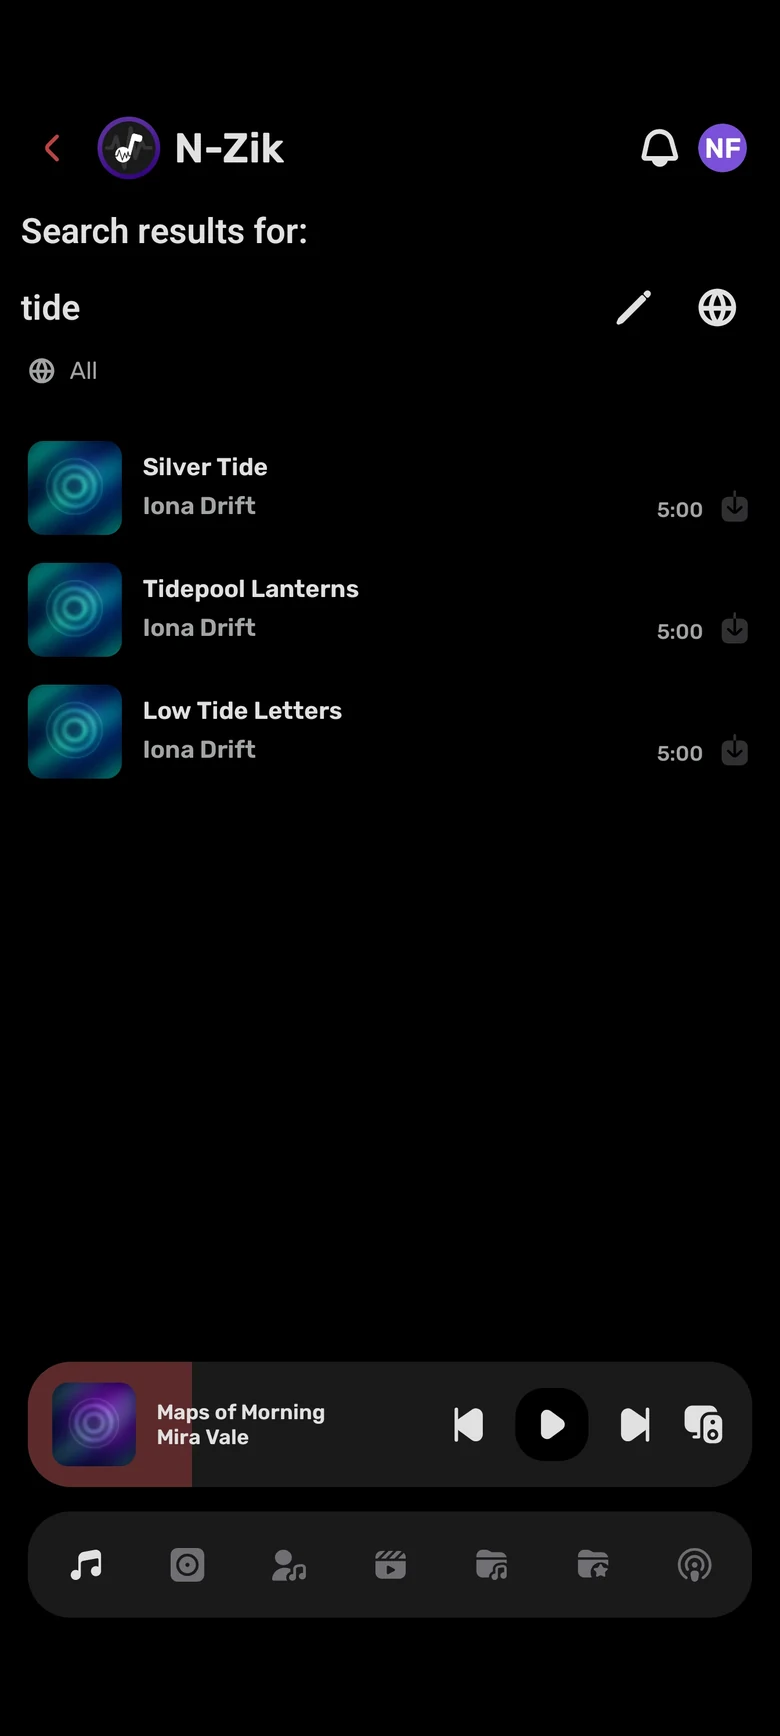 N-Zik
NF
Search results for:
tide
All
Silver Tide
Iona Drift
5:00
Tidepool Lanterns
Iona Drift
5:00
Low Tide Letters
Iona Drift
5:00
Maps of Morning
Mira Vale